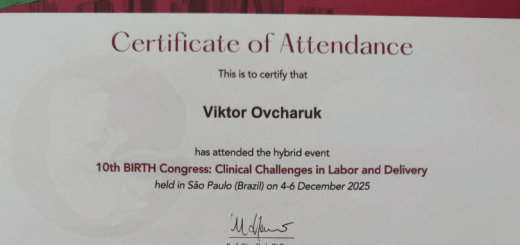 Certificate of Attendance
This is to certify that
Viktor Ovcharuk
has attended the hybrid event
10th BIRTH Congress: Clinical Challenges in Labor and Delivery
held in São Paulo (Brazil) on 4-6 December 2025